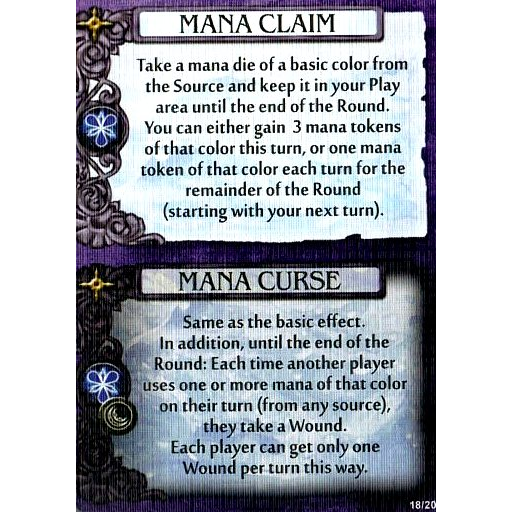 MANA CLAIM
Take a mana die of a basic color from
the Source and keep it in your Play
area until the end of the Round.
You can either gain 3 mana tokens
of that color this turn, or one mana
token of that color each turn for the
remainder of the Round
(starting with your next turn).
MANA CURSE
Same as the basic effect.
In addition, until the end of the
Round: Each time another player
uses one or more mana of that color
on their turn (from any source),
they take a Wound.
Each player can get only one
Wound per turn this way.
18/20